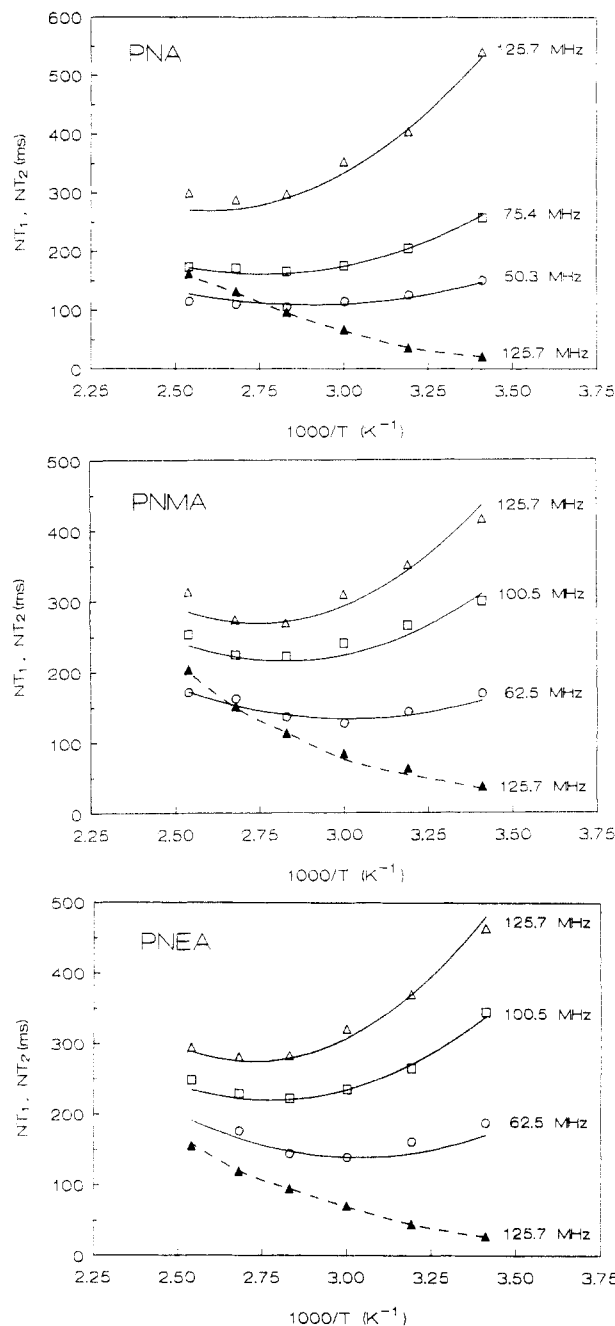 600
PNA
125.7 MHz
500
NT₁, NT₂(ms)
400
300
75.4 MHz
200
50.3 MHz
100
125.7 MHz
0
2.25 2.50 2.75 3.00 3.25 3.50 3.75
1000/T (K⁻¹)
500
PNMA
125.7 MHz
400
NT₁, NT₂(ms)
100.5 MHz
300
200
62.5 MHz
100
125.7 MHz
0
2.25 2.50 2.75 3.00 3.25 3.50 3.75
1000/T (K⁻¹)
500
PNEA
125.7 MHz
400
NT₁, NT₂(ms)
100.5 MHz
300
200
62.5 MHz
100
125.7 MHz
0
2.25 2.50 2.75 3.00 3.25 3.50 3.75
1000/T (K⁻¹)